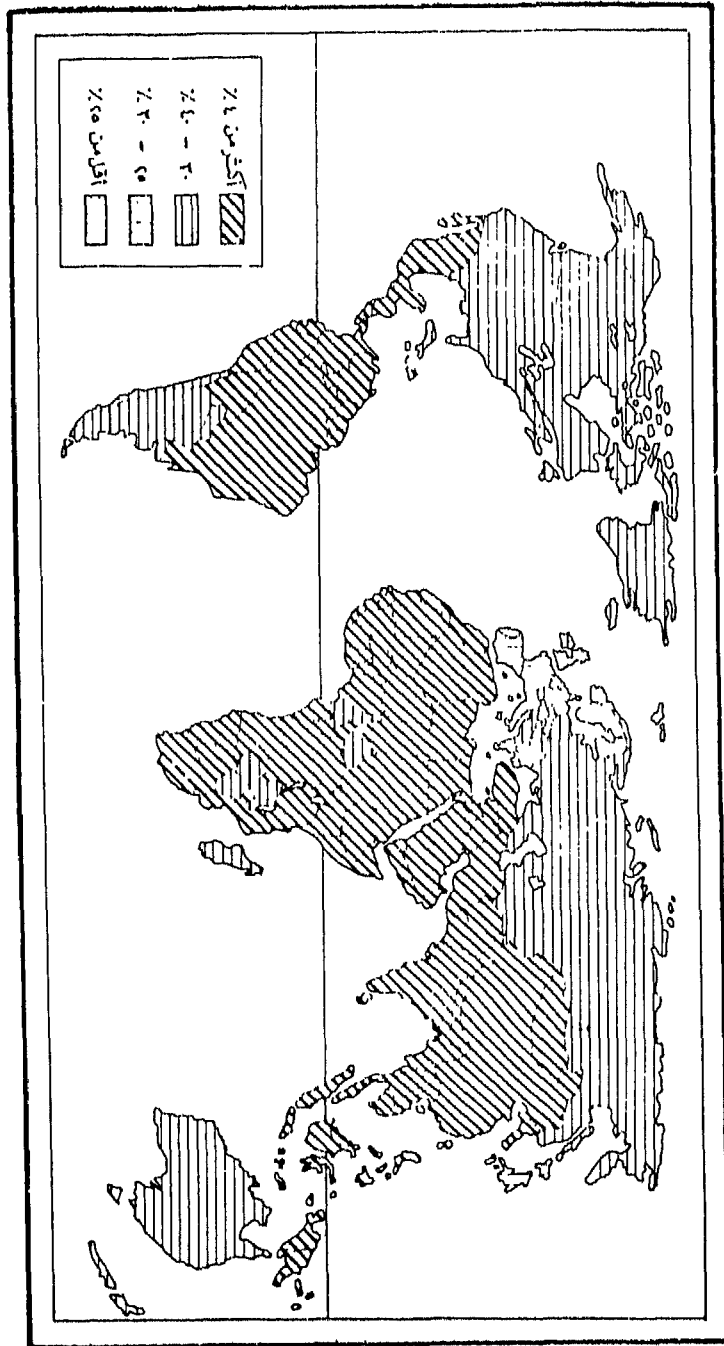 أكثر من ٤٠ ٪
٣٠ - ٤٠ ٪
٢٥ - ٣٠ ٪
أقل من ٢٥ ٪